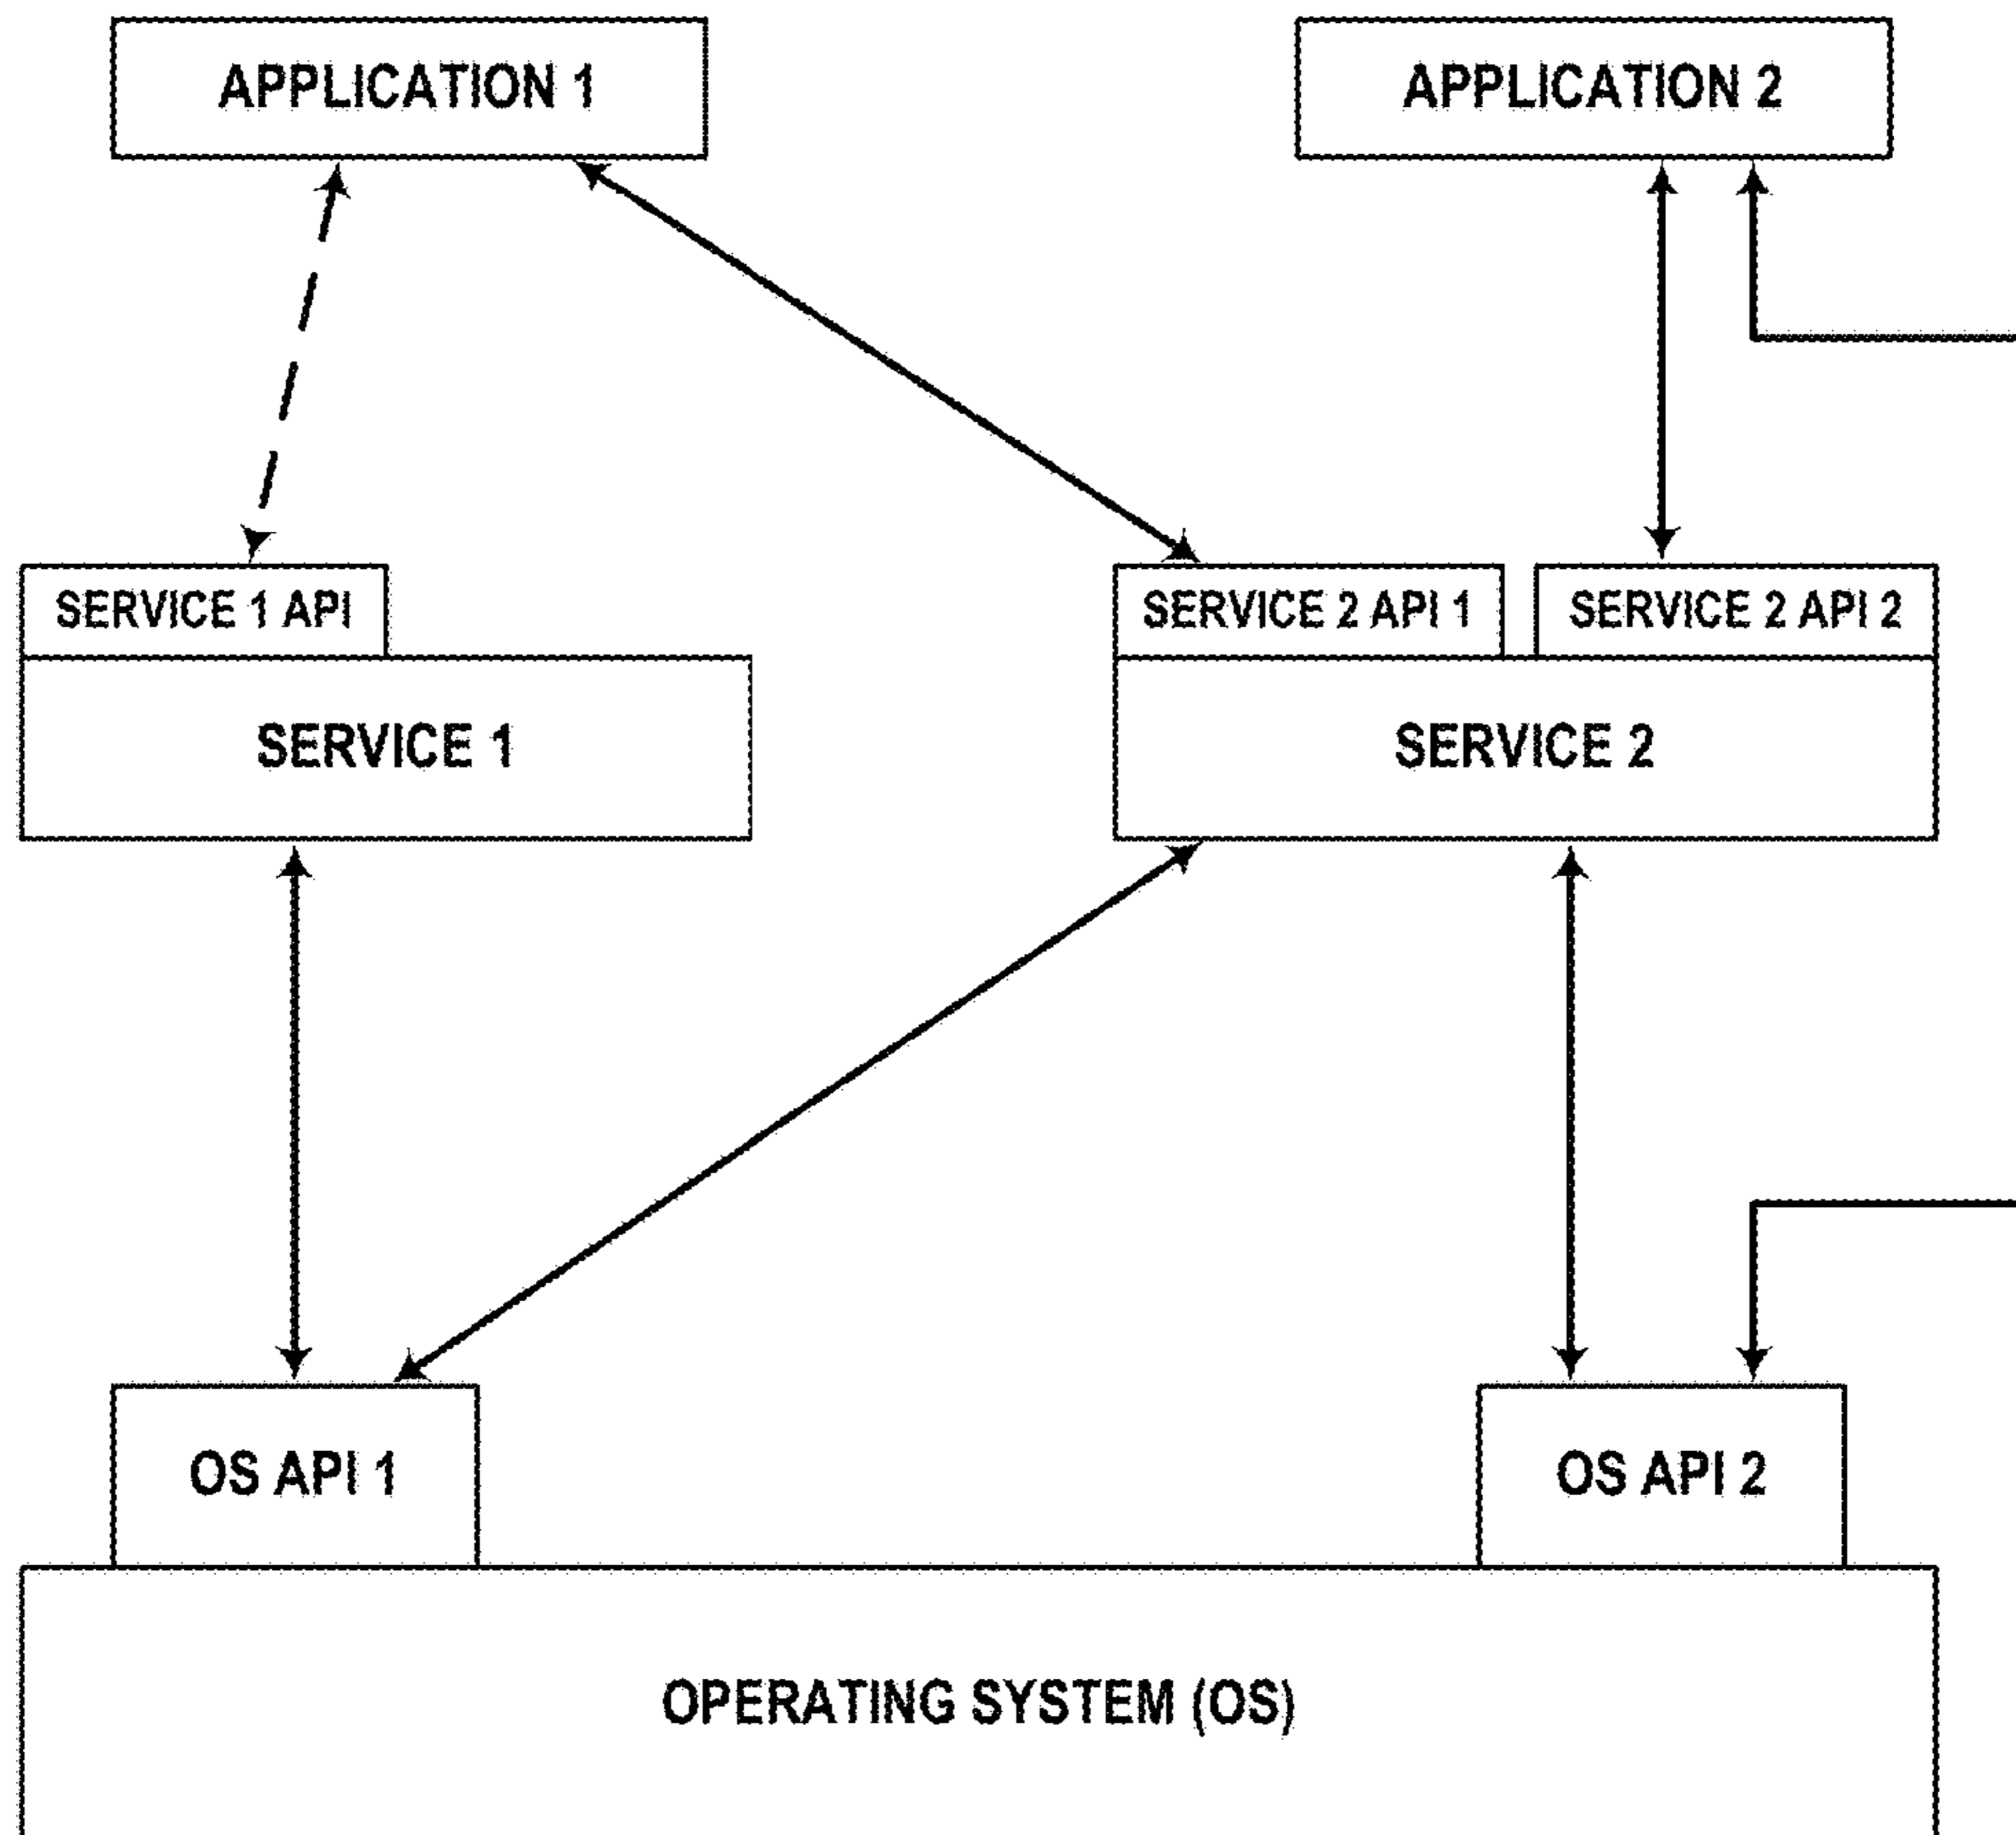 APPLICATION 1
APPLICATION 2
SERVICE 1 API
SERVICE 2 API 1
SERVICE 2 API 2
SERVICE 1
SERVICE 2
OS API 1
OS API 2
OPERATING SYSTEM (OS)